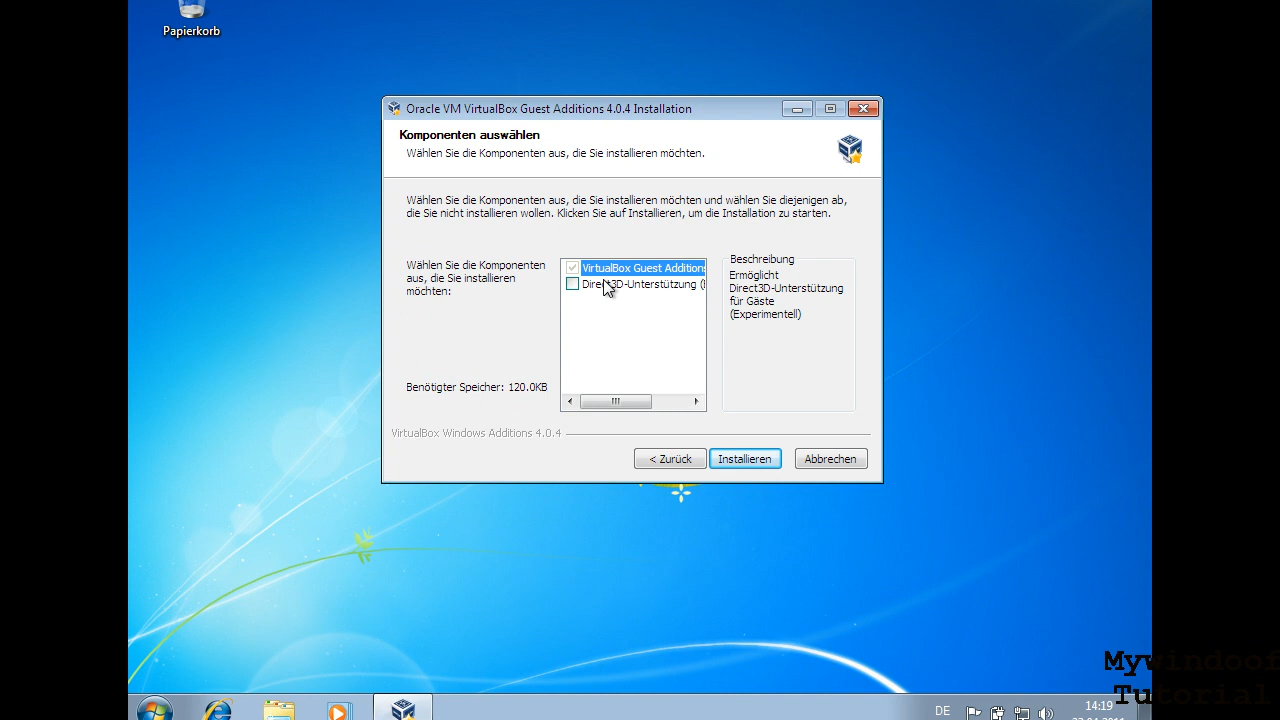 Papierkorb
Oracle VM VirtualBox Guest Additions 4.0.4 Installation
Komponenten auswählen
Wählen Sie die Komponenten aus, die Sie installieren möchten.
Wählen Sie die Komponenten aus, die Sie installieren möchten und wählen Sie diejenigen ab,
die Sie nicht installieren wollen. Klicken Sie auf Installieren, um die Installation zu starten.
Wählen Sie die Komponenten
aus, die Sie installieren
möchten:
VirtualBox Guest Additions
Direct3D-Unterstützung (
Beschreibung
Ermöglicht
Direct3D-Unterstützung
für Gäste
(Experimentell)
Benötigter Speicher: 120.0KB
VirtualBox Windows Additions 4.0.4
< Zurück
Installieren
Abbrechen
Mywindoof
Tutorial
DE
14:19